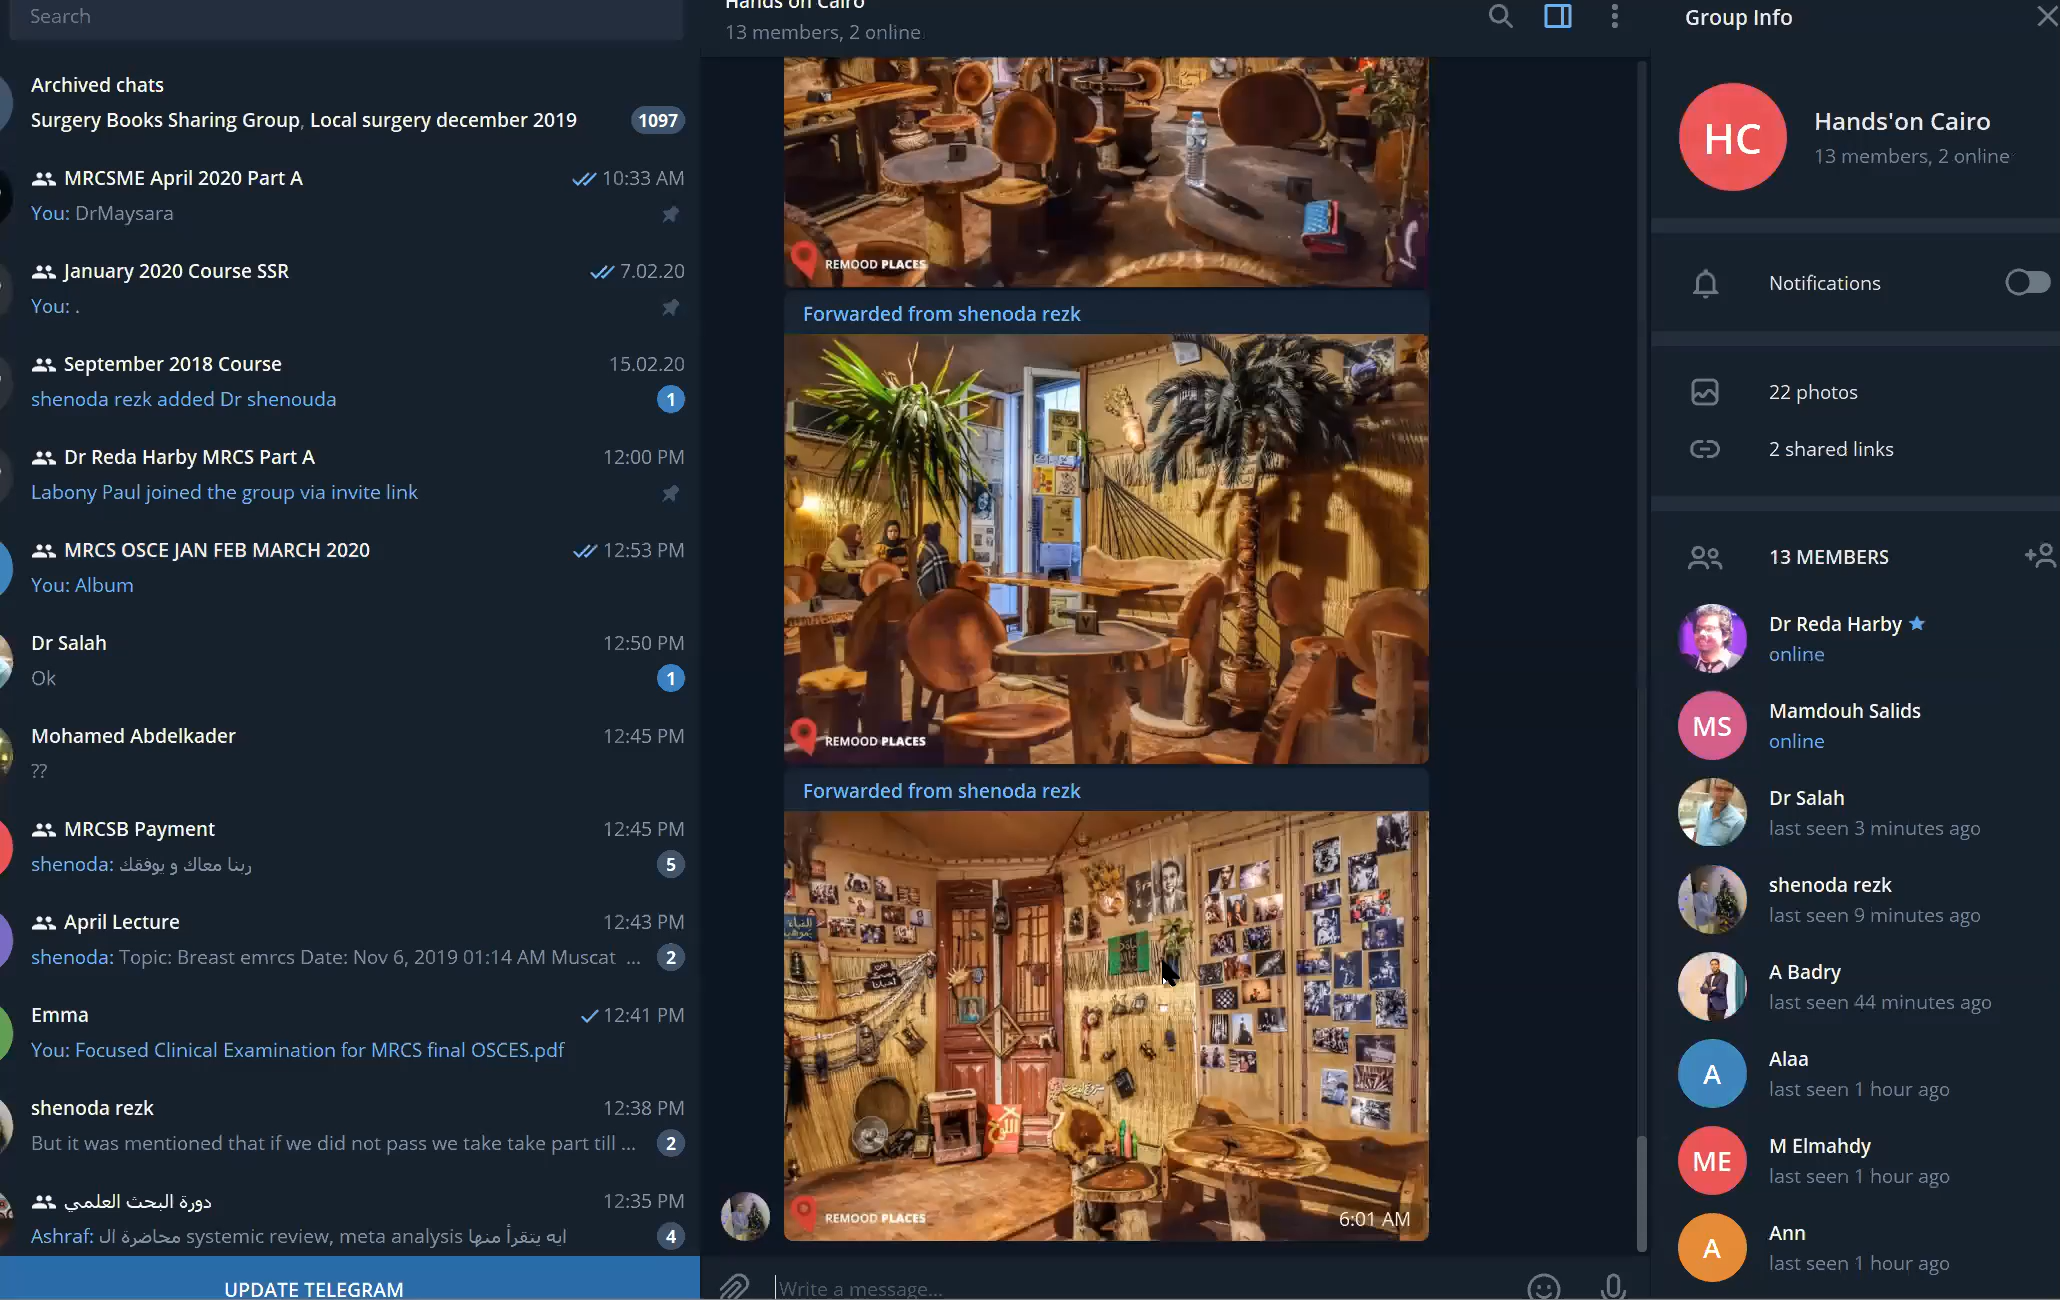 Search
Archived chats
Surgery Books Sharing Group, Local surgery december 2019
1097
MRCSME April 2020 Part A
10:33 AM
You: DrMaysara
January 2020 Course SSR
7.02.20
You: .
September 2018 Course
15.02.20
shenoda rezk added Dr shenouda
1
Dr Reda Harby MRCS Part A
12:00 PM
Labony Paul joined the group via invite link
MRCS OSCE JAN FEB MARCH 2020
12:53 PM
You: Album
Dr Salah
12:50 PM
Ok
1
Mohamed Abdelkader
12:45 PM
??
MRCSB Payment
12:45 PM
shenoda: ربنا معاك و يوفقك
5
April Lecture
12:43 PM
shenoda: Topic: Breast emrcs Date: Nov 6, 2019 01:14 AM Muscat ...
2
Emma
12:41 PM
You: Focused Clinical Examination for MRCS final OSCES.pdf
shenoda rezk
12:38 PM
But it was mentioned that if we did not pass we take take part till ...
2
دورة البحث العلمي
12:35 PM
Ashraf: محاضرة ال systemic review, meta analysis ايه يتقرأ منها
4
UPDATE TELEGRAM
Hands'on Cairo
13 members, 2 online
REMOOD PLACES
Forwarded from shenoda rezk
REMOOD PLACES
Forwarded from shenoda rezk
REMOOD PLACES
6:01 AM
Write a message...
Group Info
HC
Hands'on Cairo
13 members, 2 online
Notifications
22 photos
2 shared links
13 MEMBERS
Dr Reda Harby
online
MS
Mamdouh Salids
online
Dr Salah
last seen 3 minutes ago
shenoda rezk
last seen 9 minutes ago
A Badry
last seen 44 minutes ago
A
Alaa
last seen 1 hour ago
ME
M Elmahdy
last seen 1 hour ago
A
Ann
last seen 1 hour ago